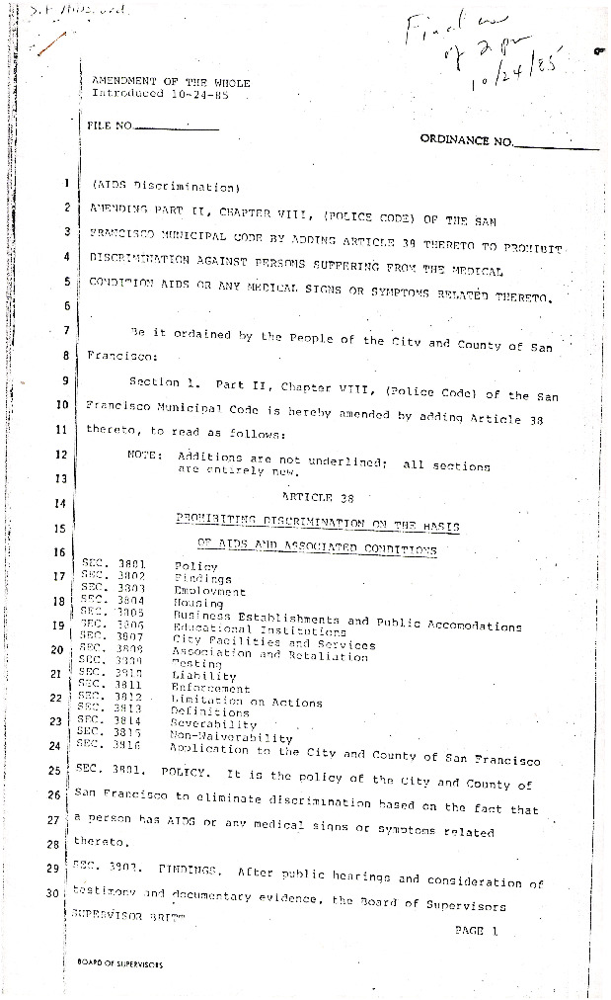 S.F. AIDS ord.
Final as
of 2 pm
10/24/85
AMENDMENT OF THE WHOLE
Introduced 10-24-85
FILE NO.
ORDINANCE NO.
1 (AIDS Discrimination)
2 AMENDING PART II, CHAPTER VIII, (POLICE CODE) OF THE SAN
3 FRANCISCO MUNICIPAL CODE BY ADDING ARTICLE 38 THERETO TO PROHIBIT
4 DISCRIMINATION AGAINST PERSONS SUFFERING FROM THE MEDICAL
5 CONDITION AIDS OR ANY MEDICAL SIGNS OR SYMPTOMS RELATED THERETO.
6
7 Be it ordained by the People of the City and County of San
8 Francisco:
9 Section 1. Part II, Chapter VIII, (Police Code) of the San
10 Francisco Municipal Code is hereby amended by adding Article 38
11 thereto, to read as follows:
12 NOTE: Additions are not underlined; all sections
13 are entirely new.
14 ARTICLE 38
15 PROHIBITING DISCRIMINATION ON THE BASIS
16 OF AIDS AND ASSOCIATED CONDITIONS
SEC. 3801 Policy
17 SEC. 3802 Findings
SEC. 3803 Employment
18 SEC. 3804 Housing
SEC. 3805 Business Establishments and Public Accomodations
19 SEC. 3806 Educational Institutions
SEC. 3807 City Facilities and Services
20 SEC. 3808 Association and Retaliation
SEC. 3809 Testing
21 SEC. 3810 Liability
SEC. 3811 Enforcement
22 SEC. 3812 Limitation on Actions
SEC. 3813 Definitions
23 SEC. 3814 Severability
SEC. 3815 Non-Waiverability
24 SEC. 3816 Application to the City and County of San Francisco
25 SEC. 3801. POLICY. It is the policy of the City and County of
26 San Francisco to eliminate discrimination based on the fact that
27 a person has AIDS or any medical signs or symptoms related
28 thereto.
29 SEC. 3802. FINDINGS. After public hearings and consideration of
30 testimony and documentary evidence, the Board of Supervisors
SUPERVISOR BRITT
PAGE 1
BOARD OF SUPERVISORS